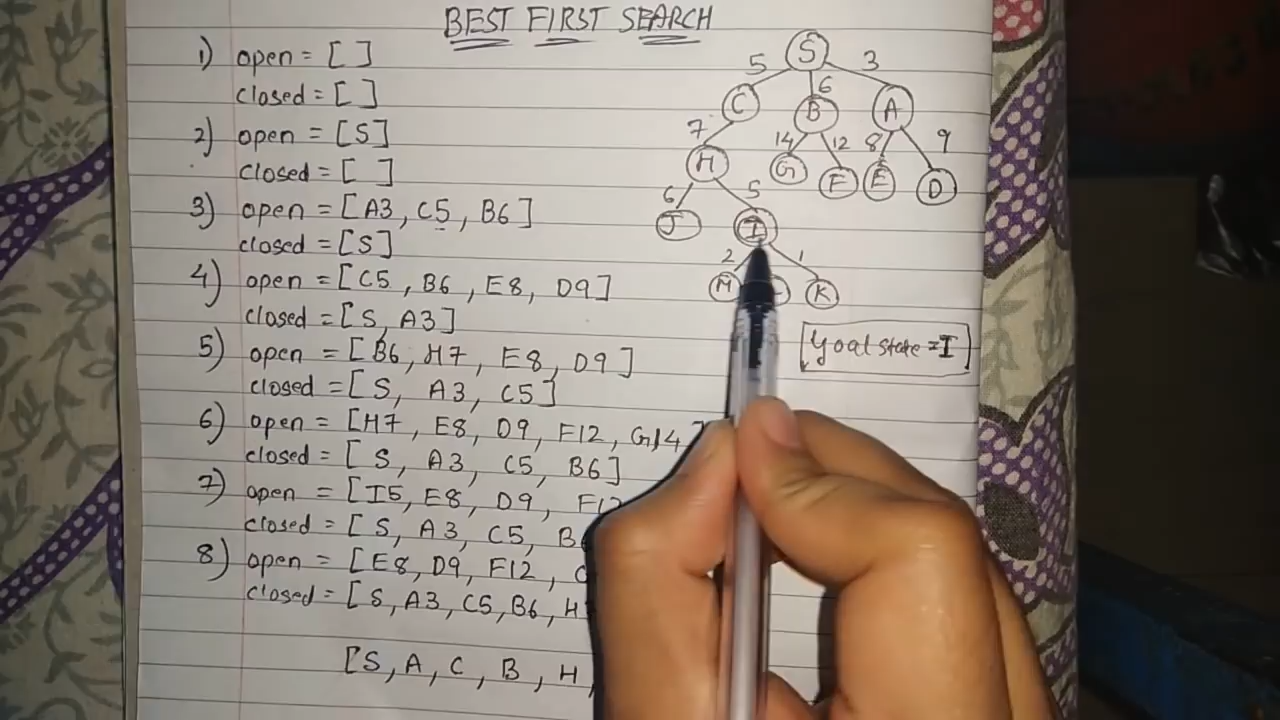 BEST FIRST SEARCH
1) open = [ ]
closed = [ ]
2) open = [S]
closed = [ ]
3) open = [A3, C5, B6]
closed = [S]
4) open = [C5, B6, E8, D9]
closed = [S, A3]
5) open = [B6, H7, E8, D9]
closed = [S, A3, C5]
6) open = [H7, E8, D9, F12, G14]
closed = [S, A3, C5, B6]
7) open = [I5, E8, D9,
closed = [S, A3, C5,
8) open = [E8, D9, F12,
closed = [S, A3, C5, B6, H
[S, A, C, B, H,
S
5 6 3
C B A
7 14 12 8 9
H G F E D
6 5
J I
2 1
M K
Goal state = I